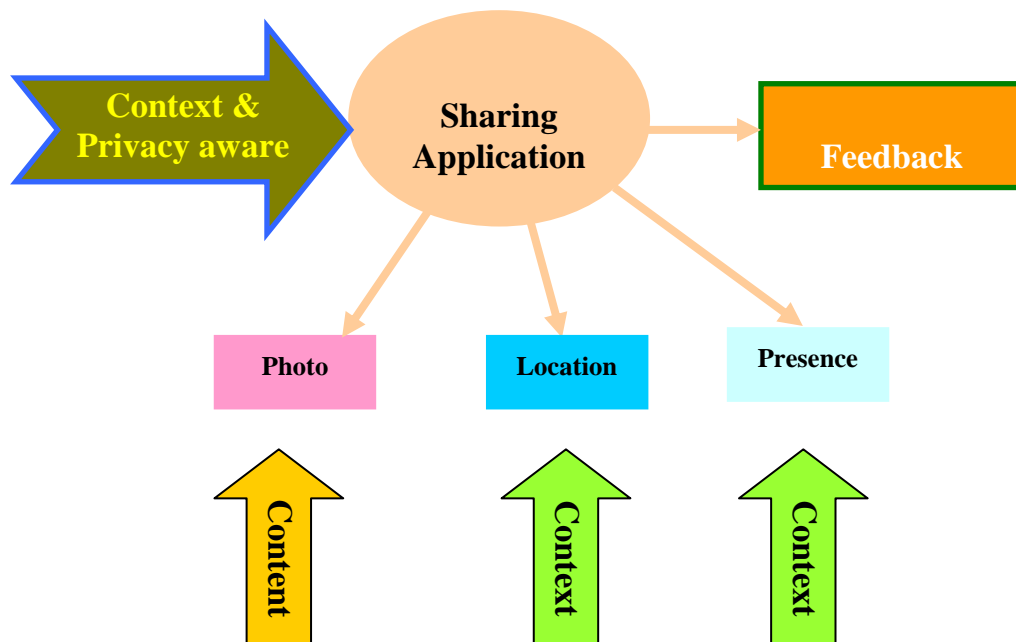 Context &
Privacy aware
Sharing
Application
Feedback
Photo
Location
Presence
Content
Context
Context